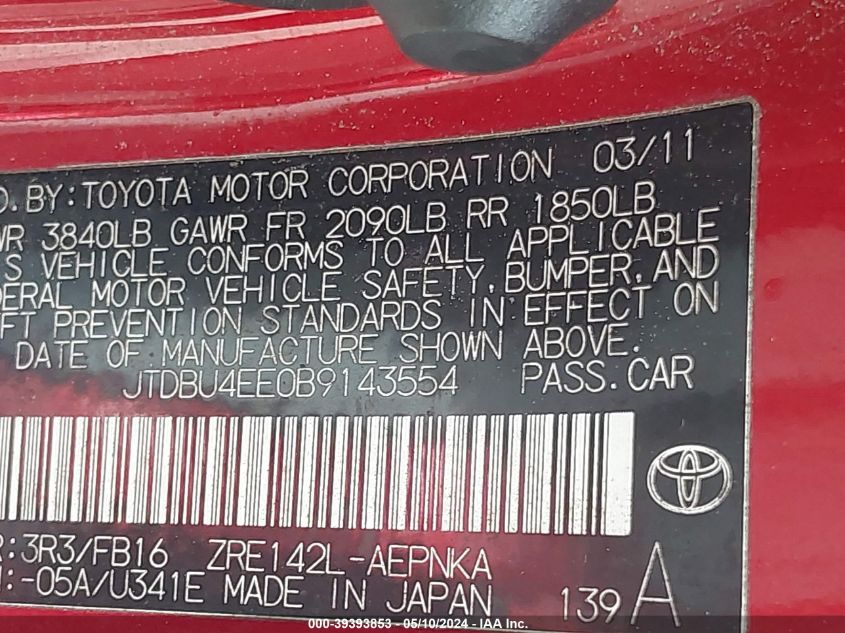 D. BY: TOYOTA MOTOR CORPORATION 03/11
WR 3840LB GAWR FR 2090LB RR 1850LB
S VEHICLE CONFORMS TO ALL APPLICABLE
DERAL MOTOR VEHICLE SAFETY, BUMPER, AND
FT PREVENTION STANDARDS IN EFFECT ON
DATE OF MANUFACTURE SHOWN ABOVE.
JTDBU4EE0B9143554 PASS.CAR
R:3R3/FB16 ZRE142L-AEPNKA
:-05A/U341E MADE IN JAPAN 139 A
000-39393853 - 05/10/2024 - IAA Inc.